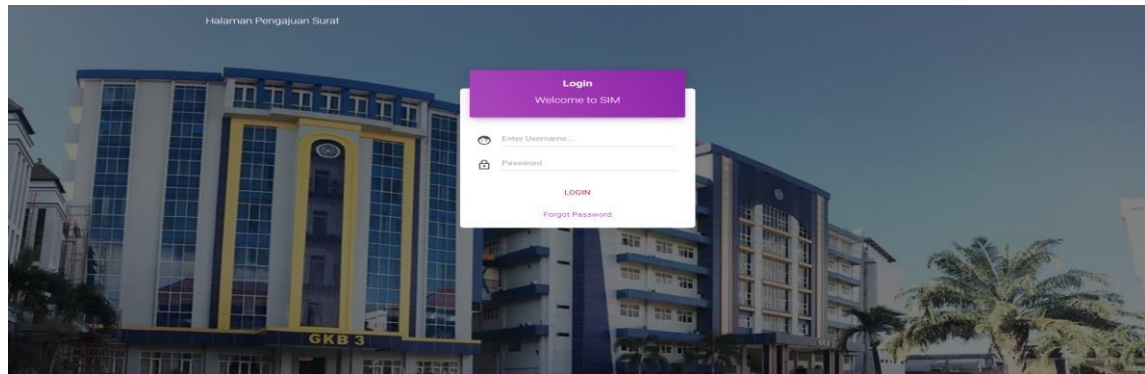 Halaman Pengajuan Surat
Login
Welcome to SIM
Enter Username...
Password
LOGIN
Forgot Password
GKB 3